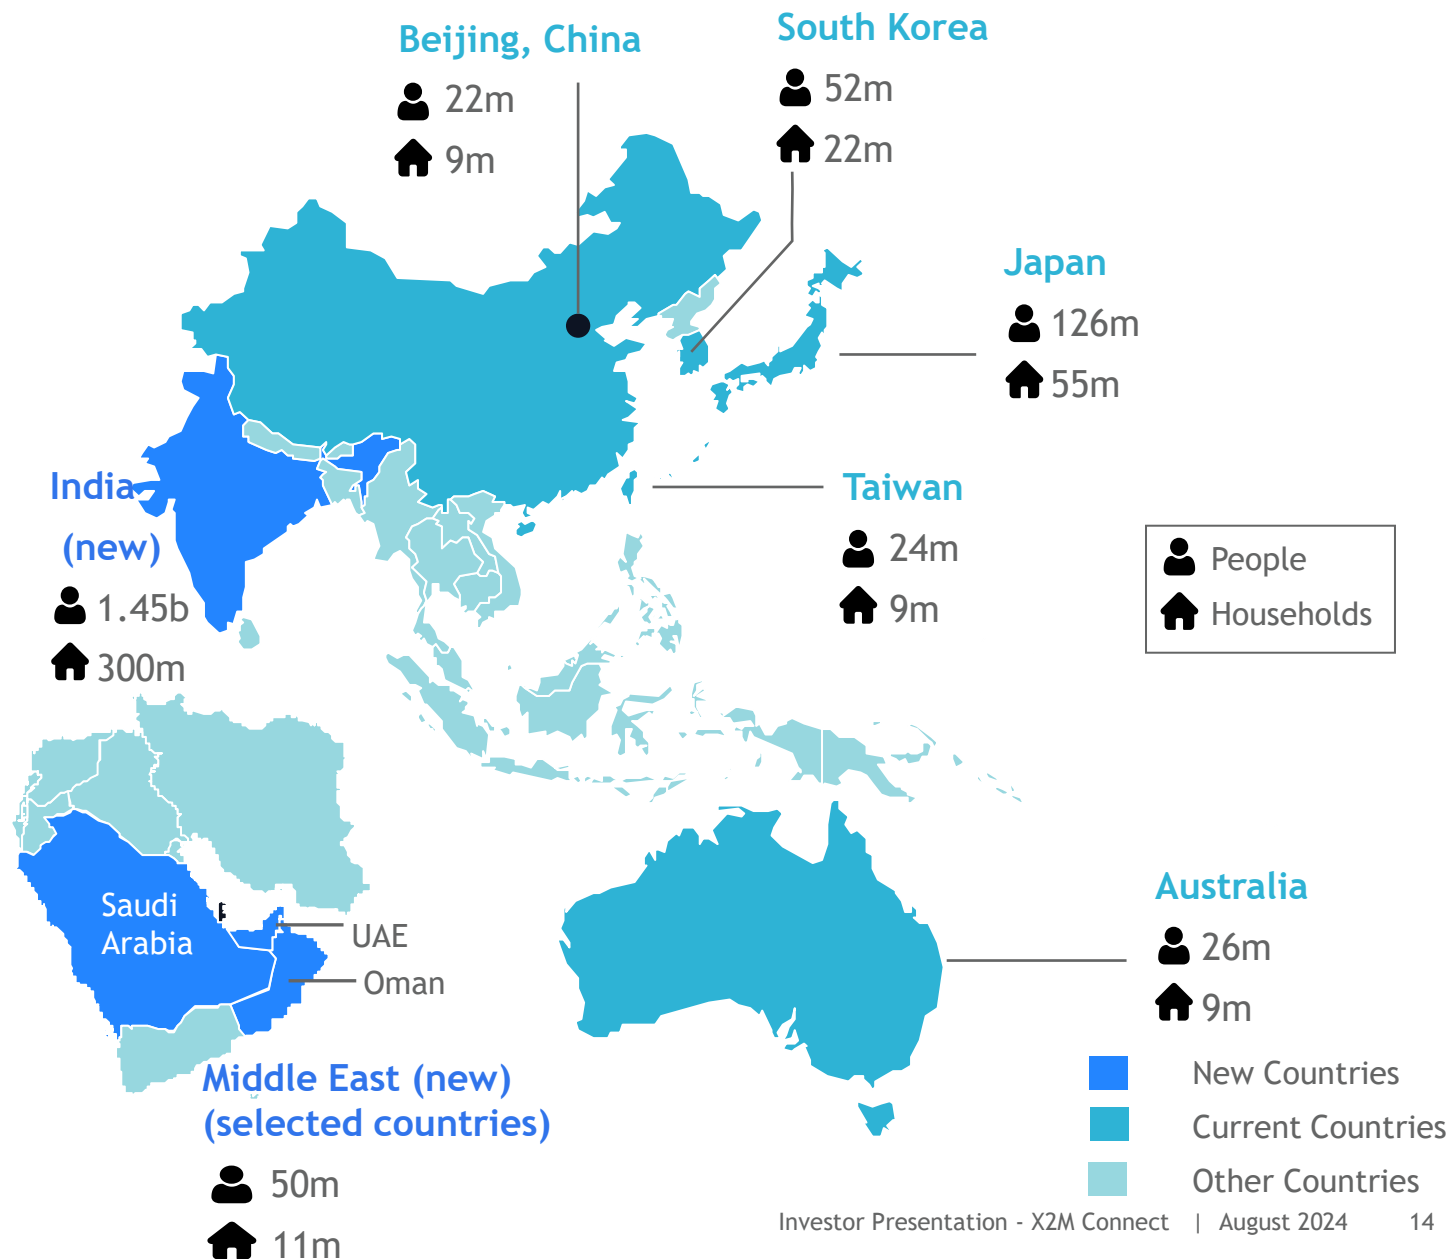 Beijing, China
22m
9m
South Korea
52m
22m
Japan
126m
55m
India
(new)
1.45b
300m
Taiwan
24m
9m
People
Households
Saudi
Arabia
UAE
Oman
Middle East (new)
(selected countries)
50m
11m
Australia
26m
9m
New Countries
Current Countries
Other Countries
Investor Presentation - X2M Connect | August 2024 14